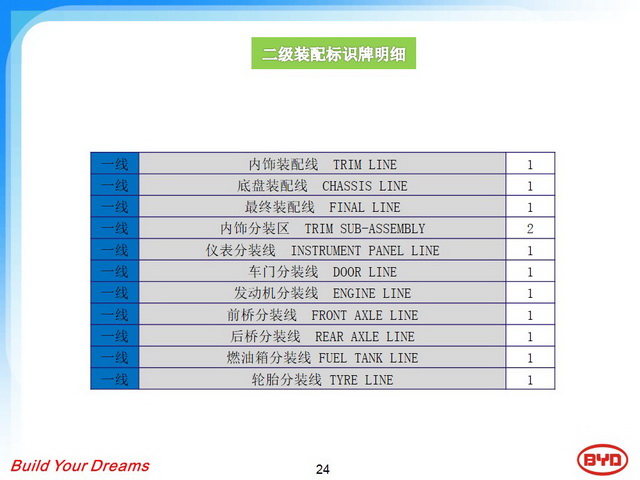 二级装配标识牌明细
一线 内饰装配线 TRIM LINE 1
一线 底盘装配线 CHASSIS LINE 1
一线 最终装配线 FINAL LINE 1
一线 内饰分装区 TRIM SUB-ASSEMBLY 2
一线 仪表分装线 INSTRUMENT PANEL LINE 1
一线 车门分装线 DOOR LINE 1
一线 发动机分装线 ENGINE LINE 1
一线 前桥分装线 FRONT AXLE LINE 1
一线 后桥分装线 REAR AXLE LINE 1
一线 燃油箱分装线 FUEL TANK LINE 1
一线 轮胎分装线 TYRE LINE 1
Build Your Dreams
24
BYD